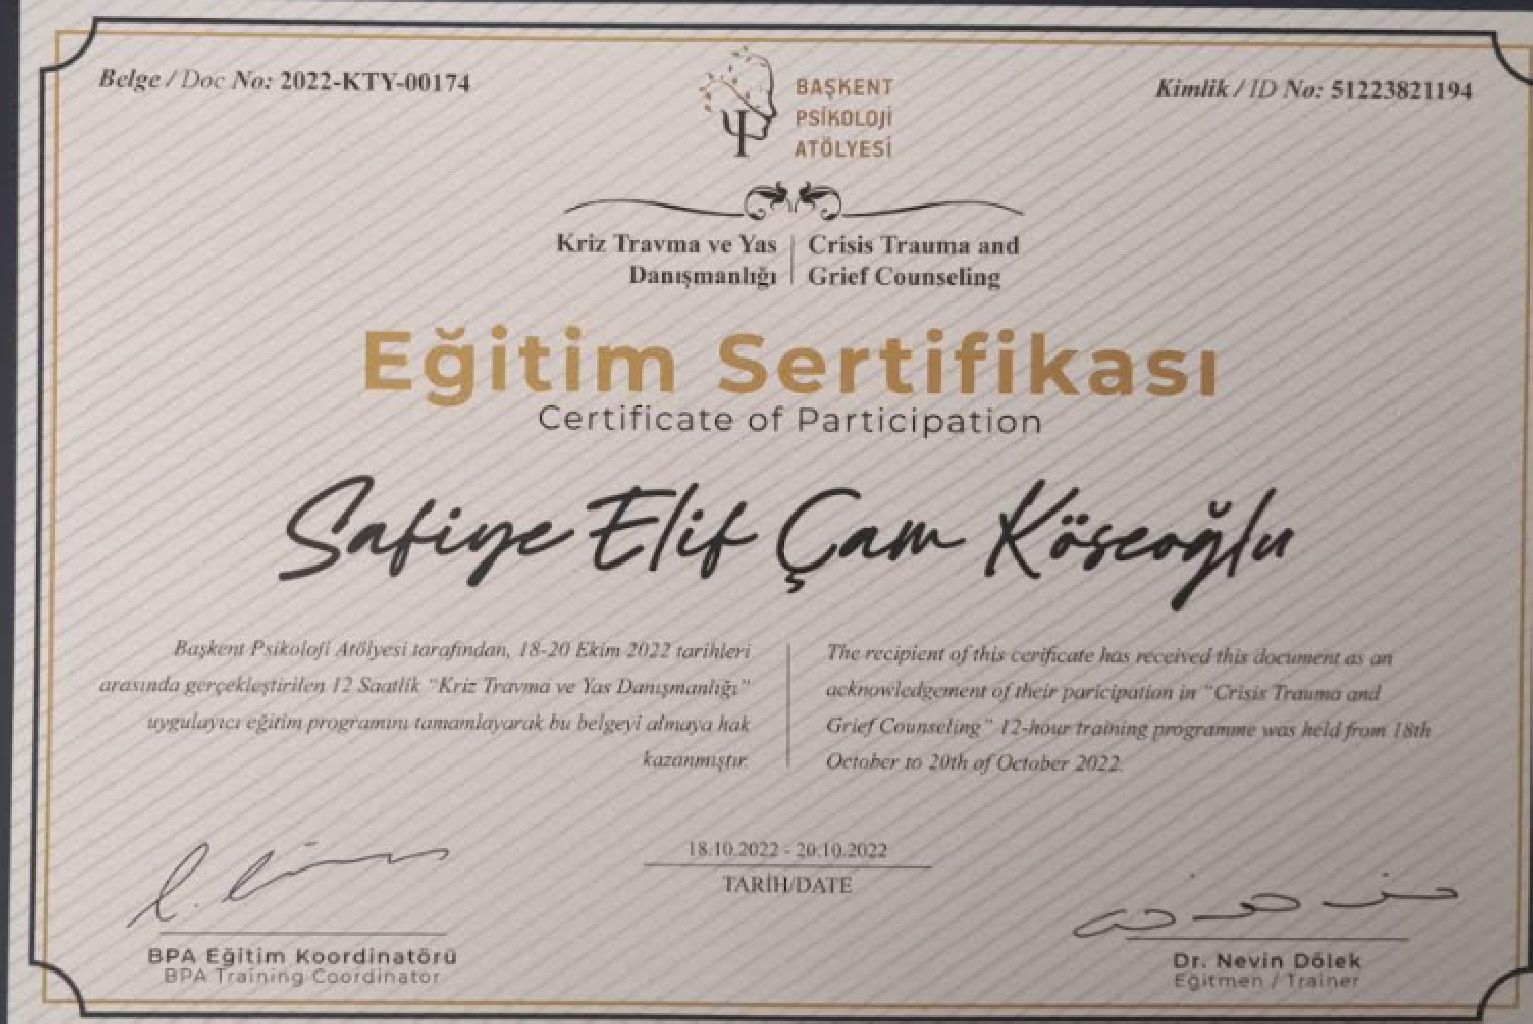 Belge / Doc No: 2022-KTY-00174
BAŞKENT
PSİKOLOJİ
ATÖLYESİ
Kimlik / ID No: 51223821194
Kriz Travma ve Yas
Danışmanlığı
Crisis Trauma and
Grief Counseling
Eğitim Sertifikası
Certificate of Participation
Safiye Elif Çam Köseoğlu
Başkent Psikoloji Atölyesi tarafından, 18-20 Ekim 2022 tarihleri
arasında gerçekleştirilen 12 Saatlik "Kriz Travma ve Yas Danışmanlığı"
uygulayıcı eğitim programını tamamlayarak bu belgeyi almaya hak
kazanmıştır.
The recipient of this cerificate has received this document as an
acknowledgement of their paricipation in "Crisis Trauma and
Grief Counseling" 12-hour training programme was held from 18th
October to 20th of October 2022.
18.10.2022 - 20.10.2022
TARİH/DATE
BPA Eğitim Koordinatörü
BPA Training Coordinator
Dr. Nevin Dölek
Eğitmen / Trainer